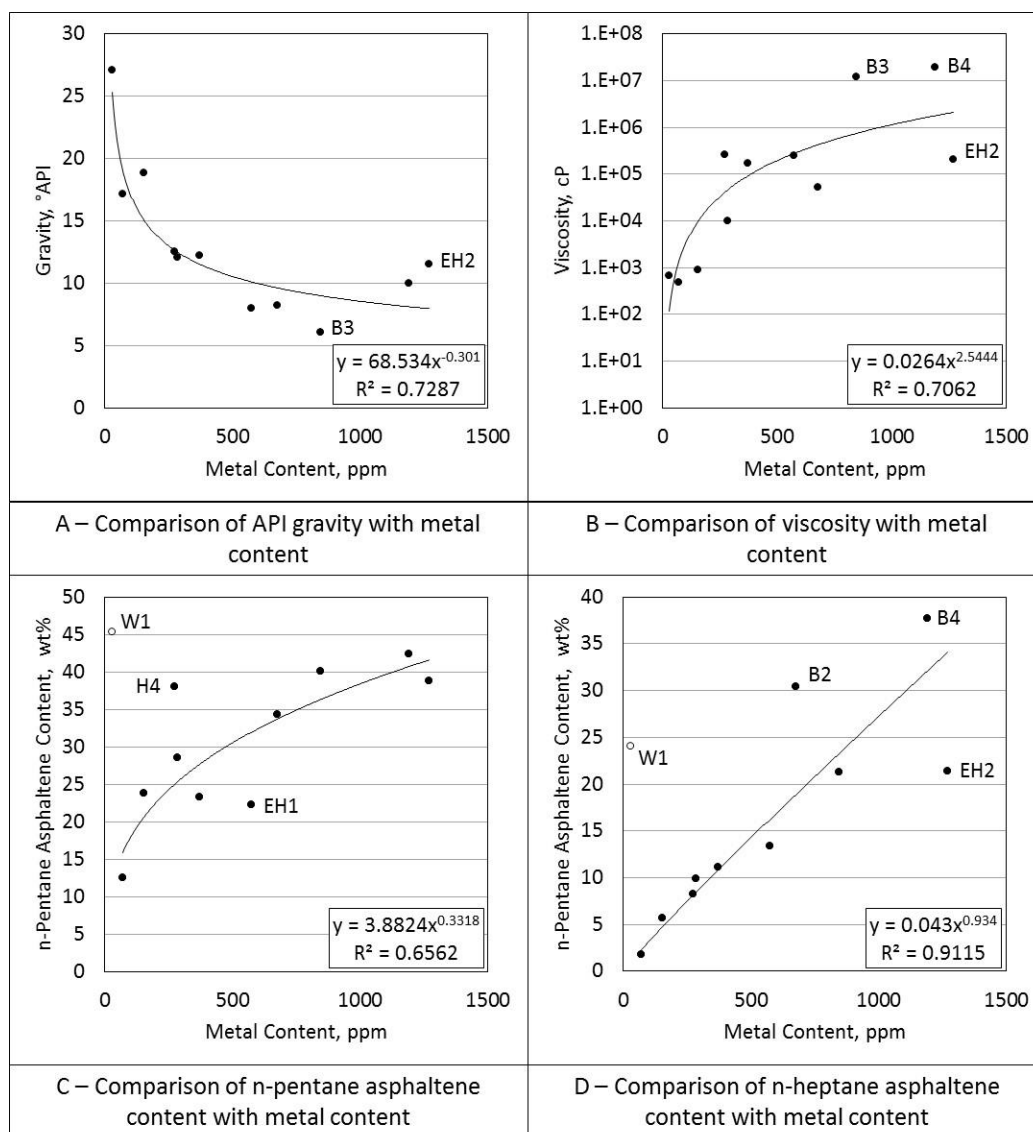 30
25
20
15
10
5
0
Gravity, °API
EH2
B3
y = 68.534x^-0.301
R² = 0.7287
0 500 1000 1500
Metal Content, ppm
1.E+08
1.E+07
1.E+06
1.E+05
1.E+04
1.E+03
1.E+02
1.E+01
1.E+00
Viscosity, cP
B3 B4
EH2
y = 0.0264x^2.5444
R² = 0.7062
0 500 1000 1500
Metal Content, ppm
A – Comparison of API gravity with metal
content
B – Comparison of viscosity with metal
content
50
45
40
35
30
25
20
15
10
5
0
n-Pentane Asphaltene Content, wt%
W1
H4
EH1
y = 3.8824x^0.3318
R² = 0.6562
0 500 1000 1500
Metal Content, ppm
40
35
30
25
20
15
10
5
0
n-Pentane Asphaltene Content, wt%
B4
B2
W1
EH2
y = 0.043x^0.934
R² = 0.9115
0 500 1000 1500
Metal Content, ppm
C – Comparison of n-pentane asphaltene
content with metal content
D – Comparison of n-heptane asphaltene
content with metal content